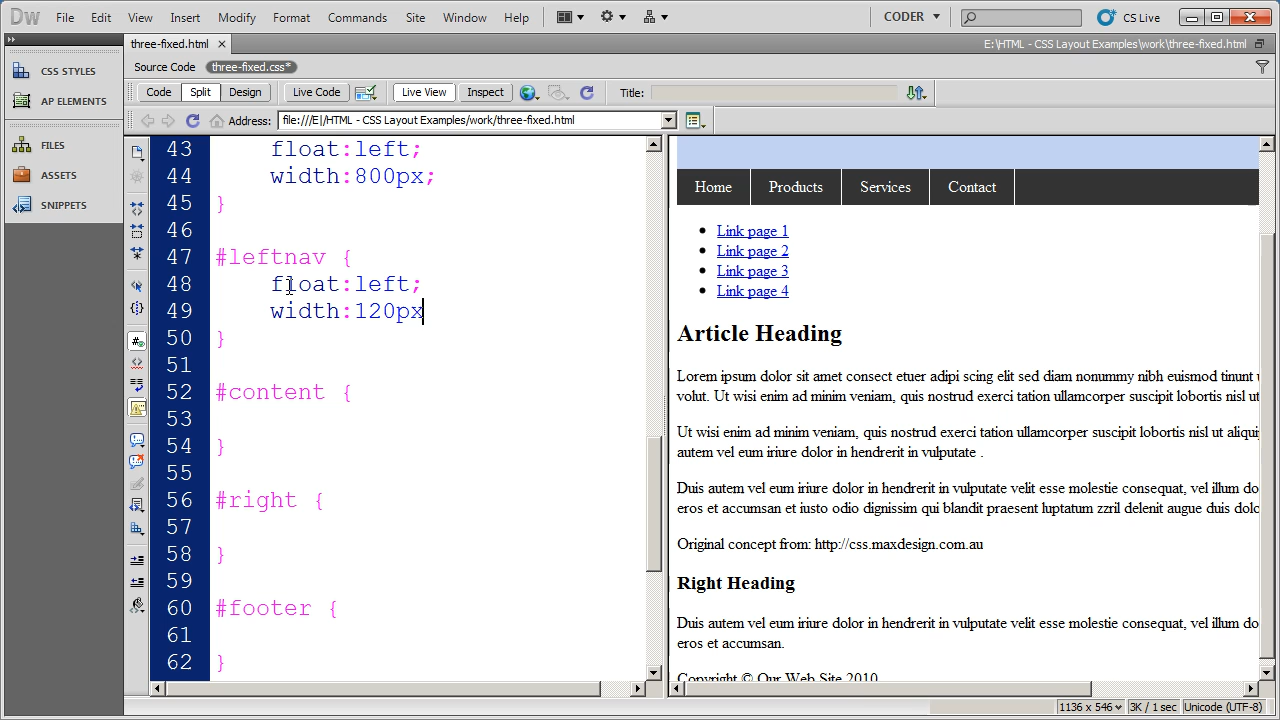 Dw File Edit View Insert Modify Format Commands Site Window Help CODER CS Live
three-fixed.html E:\HTML - CSS Layout Examples\work\three-fixed.html
Source Code three-fixed.css*
Code Split Design Live Code Live View Inspect Title:
Address: file:///E|/HTML - CSS Layout Examples/work/three-fixed.html
CSS STYLES
AP ELEMENTS
FILES
ASSETS
SNIPPETS
43 float:left;
44 width:800px;
45 }
46
47 #leftnav {
48 float:left;
49 width:120px
50 }
51
52 #content {
53
54 }
55
56 #right {
57
58 }
59
60 #footer {
61
62 }
Home Products Services Contact
• Link page 1
• Link page 2
• Link page 3
• Link page 4
Article Heading
Lorem ipsum dolor sit amet consect etuer adipi scing elit sed diam nonummy nibh euismod tinunt
volut. Ut wisi enim ad minim veniam, quis nostrud exerci tation ullamcorper suscipit lobortis nisl ut
Ut wisi enim ad minim veniam, quis nostrud exerci tation ullamcorper suscipit lobortis nisl ut aliqui
autem vel eum iriure dolor in hendrerit in vulputate .
Duis autem vel eum iriure dolor in hendrerit in vulputate velit esse molestie consequat, vel illum do
eros et accumsan et iusto odio dignissim qui blandit praesent luptatum zzril delenit augue duis dolo
Original concept from: http://css.maxdesign.com.au
Right Heading
Duis autem vel eum iriure dolor in hendrerit in vulputate velit esse molestie consequat, vel illum do
eros et accumsan.
Copyright © Our Web Site 2010
1136 x 546 3K / 1 sec Unicode (UTF-8)